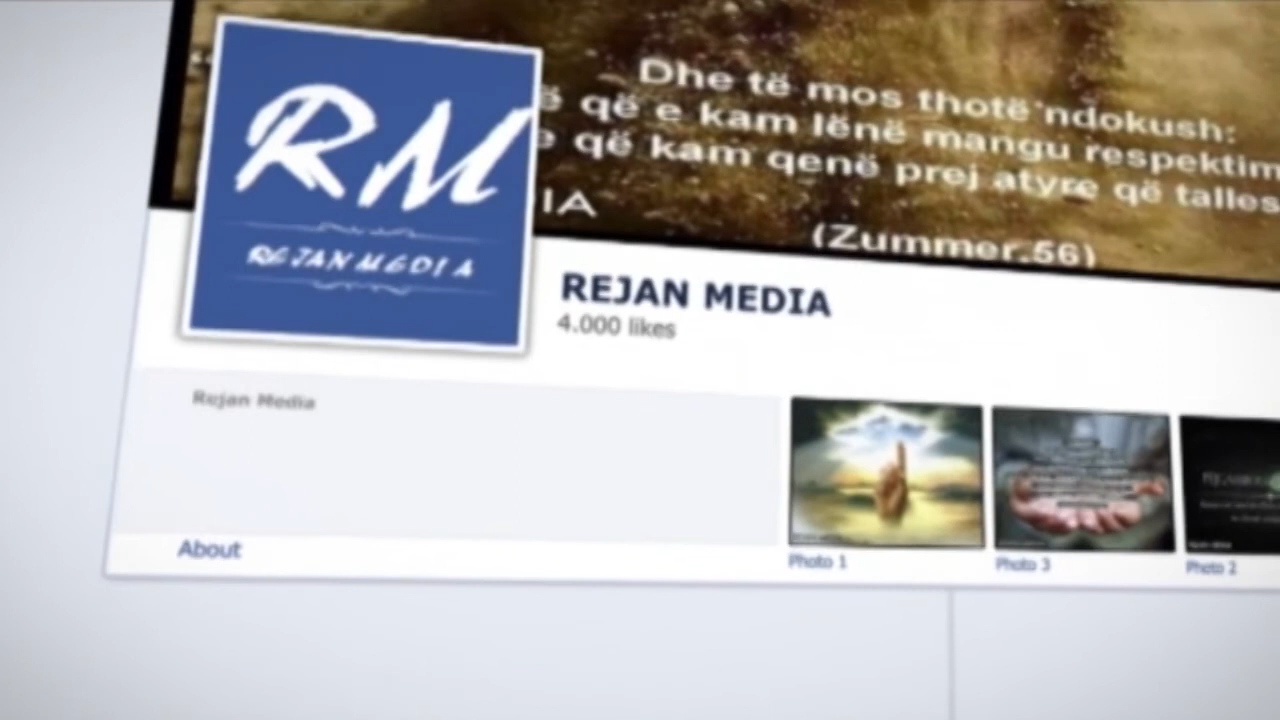 RM
REJAN MEDIA
Dhe të mos thotë ndokush:
ë që e kam lënë mangu respektim
e që kam qenë prej atyre që talles
IA
(Zummer.56)
REJAN MEDIA
4.000 likes
Rejan Media
About
Photo 1
Photo 3
Photo 2